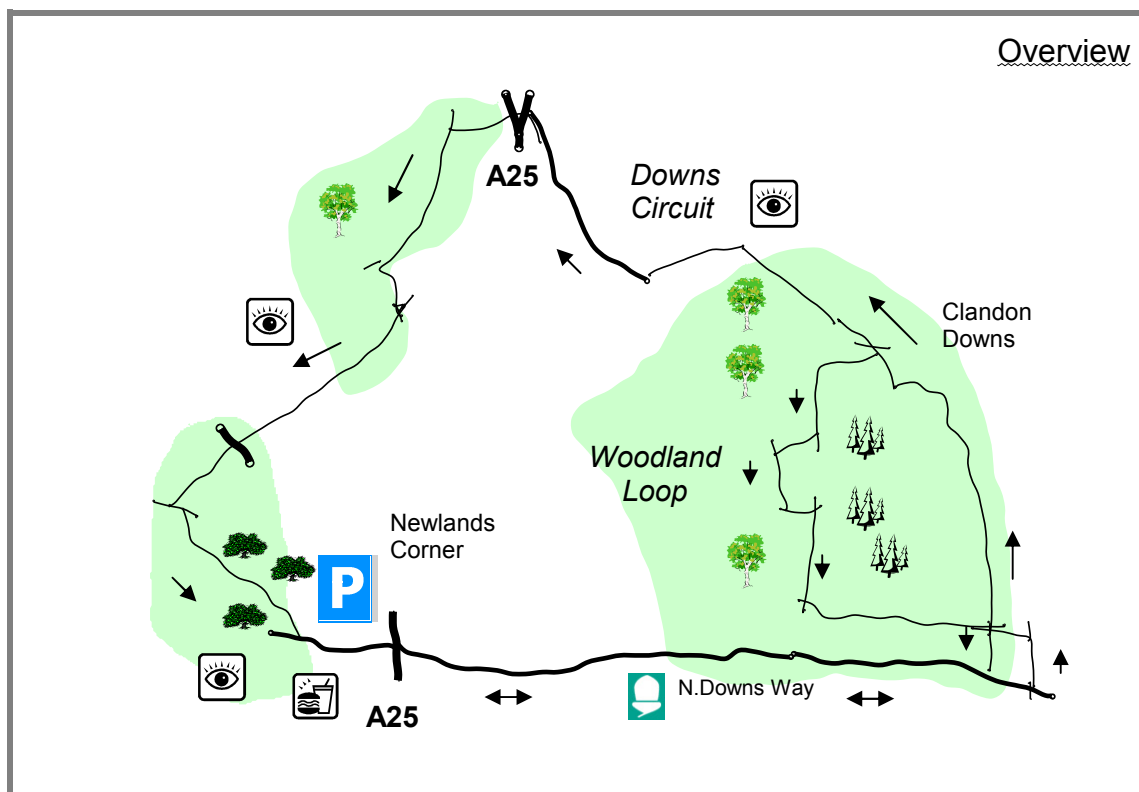 Overview
A25
Downs
Circuit
Clandon
Downs
Woodland
Loop
Newlands
Corner
P
N.Downs Way
A25